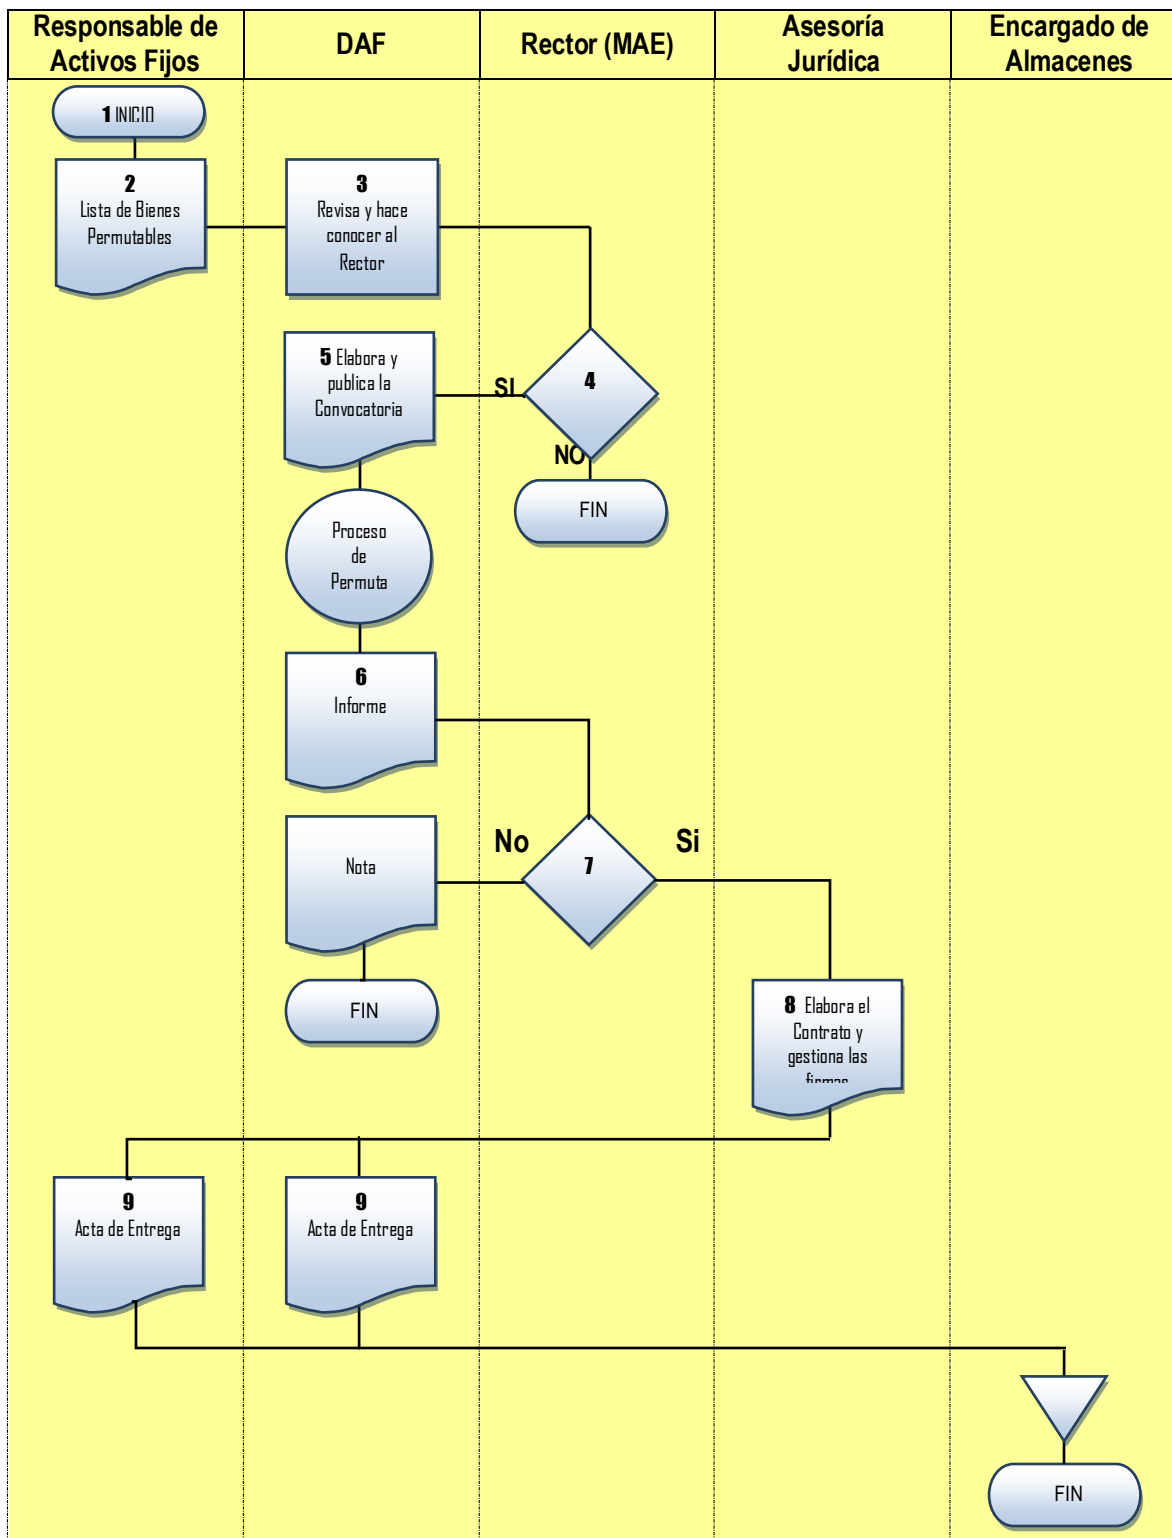 Responsable de
Activos Fijos
DAF
Rector (MAE)
Asesoría
Jurídica
Encargado de
Almacenes
1 INICIO
2
Lista de Bienes
Permutables
3
Revisa y hace
conocer al
Rector
4
SI
NO
5 Elabora y
publica la
Convocatoria
FIN
Proceso
de
Permuta
6
Informe
7
No
Si
Nota
FIN
8 Elabora el
Contrato y
gestiona las
firmas
9
Acta de Entrega
9
Acta de Entrega
FIN